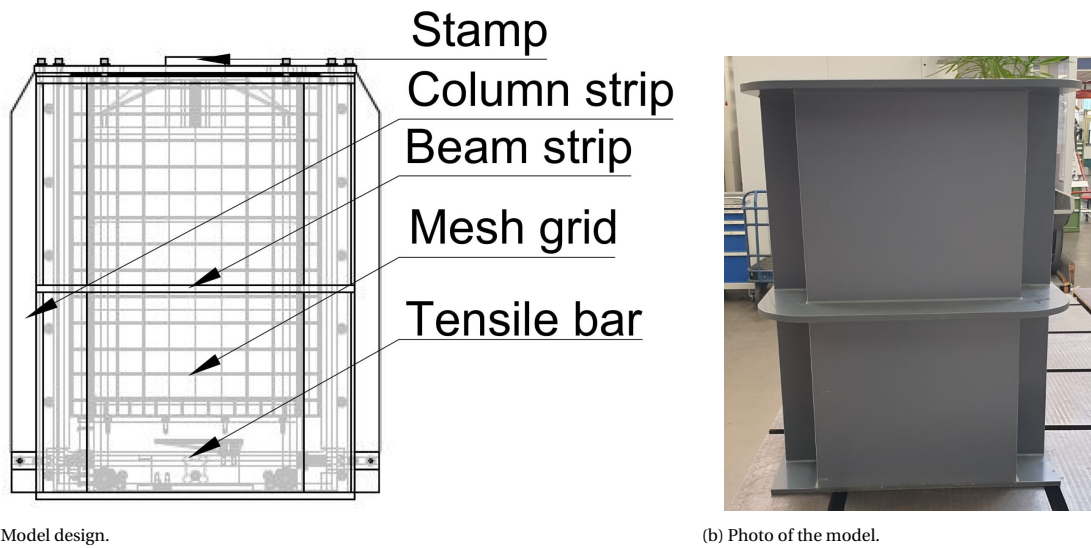 Stamp
Column strip
Beam strip
Mesh grid
Tensile bar
Model design.
(b) Photo of the model.